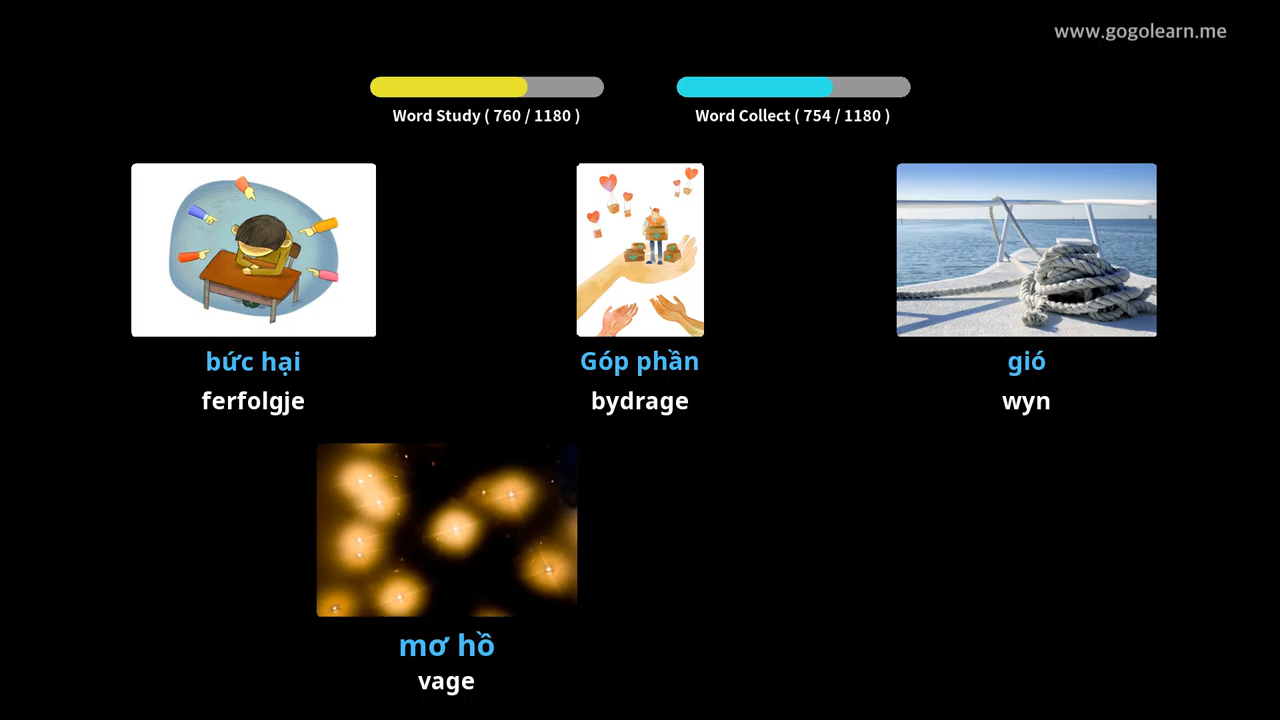 www.gogolearn.me
Word Study ( 760 / 1180 )
Word Collect ( 754 / 1180 )
bức hại
ferfolgje
Góp phần
bydrage
gió
wyn
mơ hồ
vage